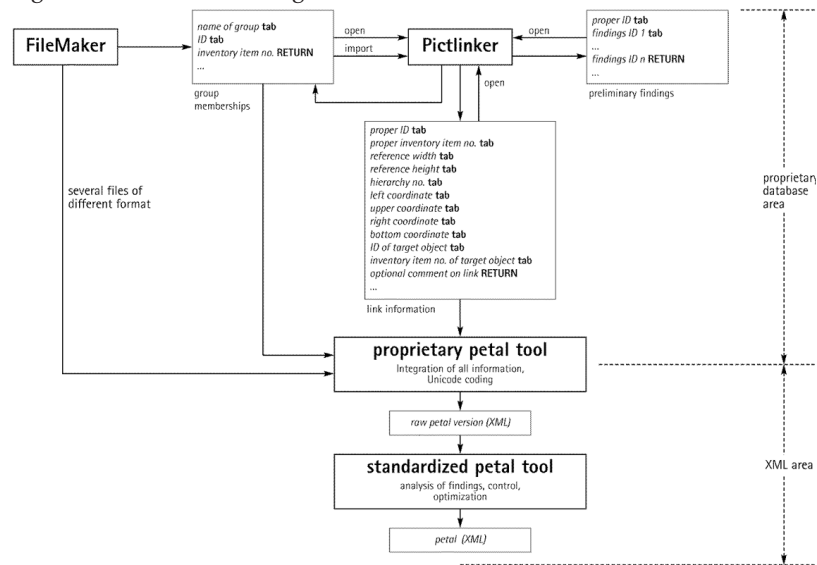 FileMaker
name of group tab
ID tab
inventory item no. RETURN
...
group
memberships
open
import
Pictlinker
open
open
proper ID tab
findings ID 1 tab
...
findings ID n RETURN
...
preliminary findings
several files of
different format
proper ID tab
proper inventory item no. tab
reference width tab
reference height tab
hierarchy no. tab
left coordinate tab
upper coordinate tab
right coordinate tab
bottom coordinate tab
ID of target object tab
inventory item no. of target object tab
optional comment on link RETURN
...
link information
proprietary
database
area
proprietary petal tool
Integration of all information,
Unicode coding
raw petal version (XML)
standardized petal tool
analysis of findings, control,
optimization
petal (XML)
XML area